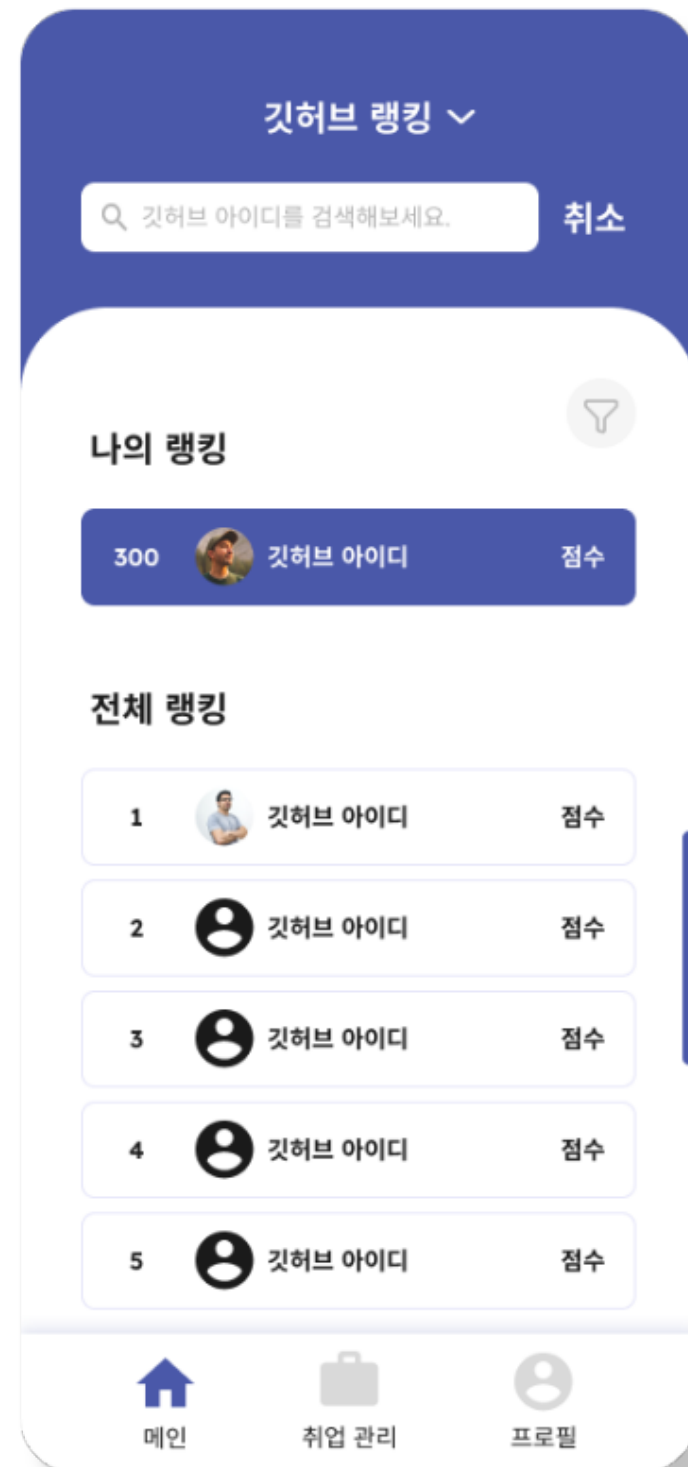 깃허브 랭킹
깃허브 아이디를 검색해보세요. 취소
나의 랭킹
300 깃허브 아이디 점수
전체 랭킹
1 깃허브 아이디 점수
2 깃허브 아이디 점수
3 깃허브 아이디 점수
4 깃허브 아이디 점수
5 깃허브 아이디 점수
메인 취업 관리 프로필